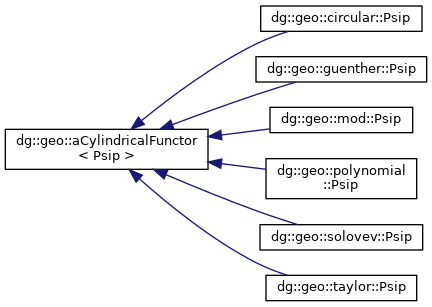 dg::geo::circular::Psip
dg::geo::guenther::Psip
dg::geo::mod::Psip
dg::geo::aCylindricalFunctor
< Psip >
dg::geo::polynomial
::Psip
dg::geo::solovev::Psip
dg::geo::taylor::Psip